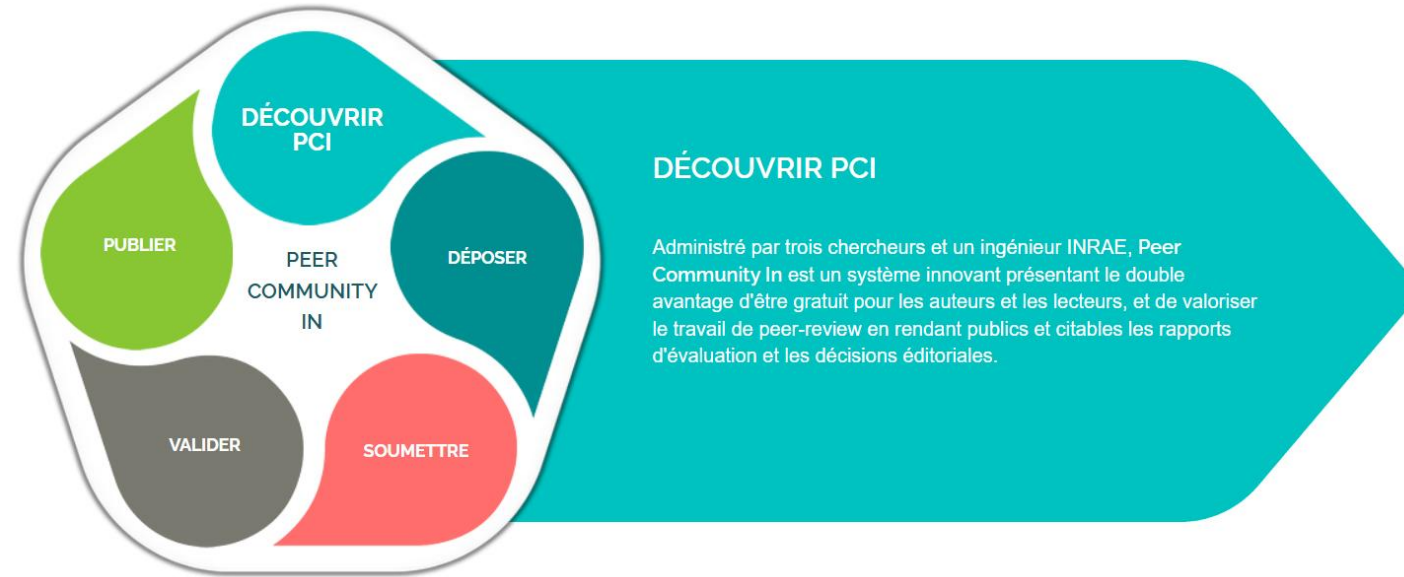 DÉCOUVRIR
PCI
PUBLIER
DÉPOSER
PEER
COMMUNITY
IN
VALIDER
SOUMETTRE
DÉCOUVRIR PCI
Administré par trois chercheurs et un ingénieur INRAE, Peer
Community In est un système innovant présentant le double
avantage d'être gratuit pour les auteurs et les lecteurs, et de valoriser
le travail de peer-review en rendant publics et citables les rapports
d'évaluation et les décisions éditoriales.